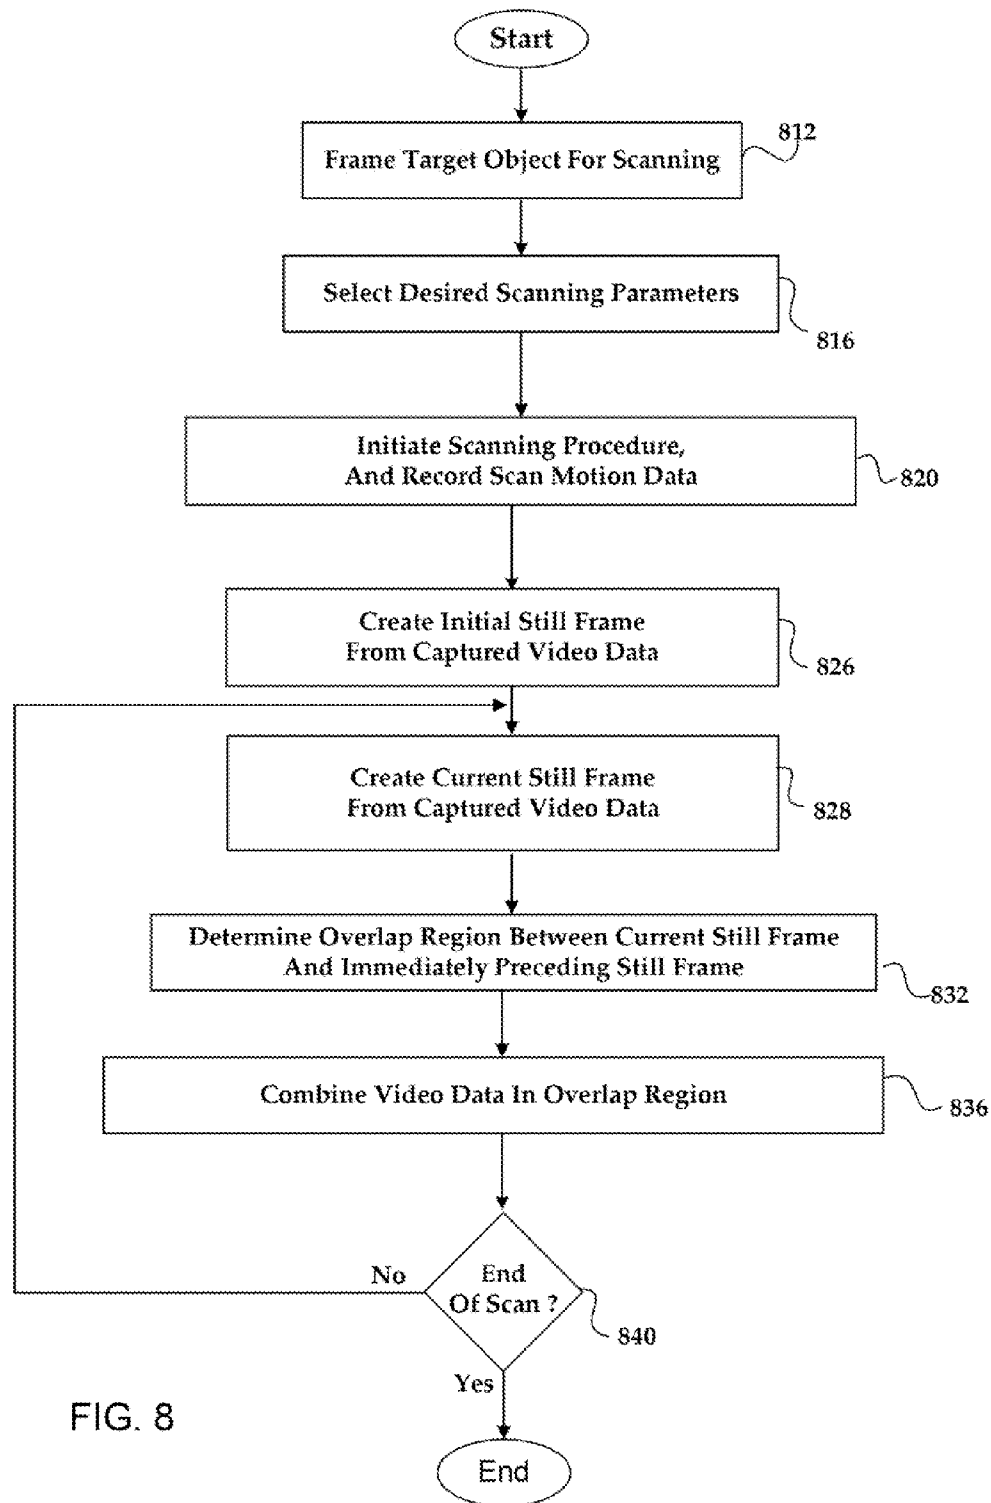 Start
812
Frame Target Object For Scanning
Select Desired Scanning Parameters
816
Initiate Scanning Procedure,
And Record Scan Motion Data
820
Create Initial Still Frame
From Captured Video Data
826
Create Current Still Frame
From Captured Video Data
828
Determine Overlap Region Between Current Still Frame
And Immediately Preceding Still Frame
832
Combine Video Data In Overlap Region
836
No
End
Of Scan ?
840
Yes
FIG. 8
End